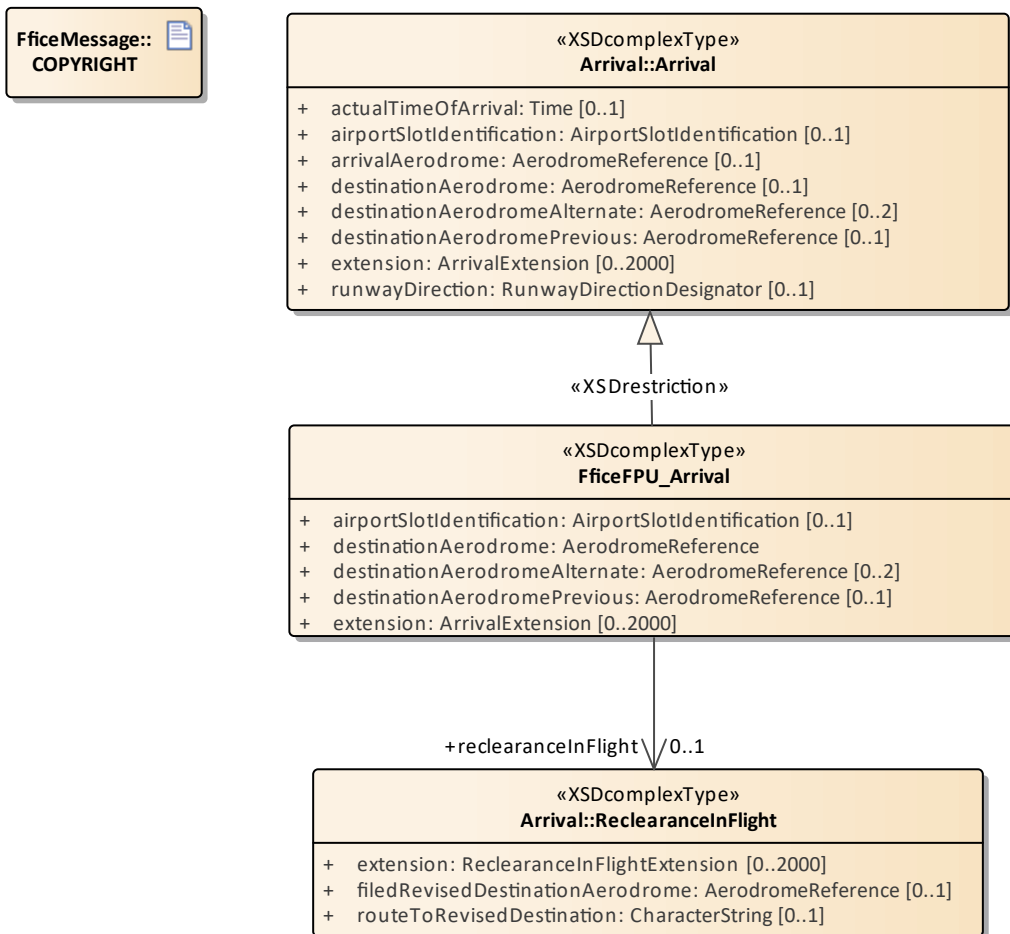 FficeMessage::
COPYRIGHT
«XSDcomplexType»
Arrival::Arrival
+ actualTimeOfArrival: Time [0..1]
+ airportSlotIdentification: AirportSlotIdentification [0..1]
+ arrivalAerodrome: AerodromeReference [0..1]
+ destinationAerodrome: AerodromeReference [0..1]
+ destinationAerodromeAlternate: AerodromeReference [0..2]
+ destinationAerodromePrevious: AerodromeReference [0..1]
+ extension: ArrivalExtension [0..2000]
+ runwayDirection: RunwayDirectionDesignator [0..1]
«XSDrestriction»
«XSDcomplexType»
FficeFPU_Arrival
+ airportSlotIdentification: AirportSlotIdentification [0..1]
+ destinationAerodrome: AerodromeReference
+ destinationAerodromeAlternate: AerodromeReference [0..2]
+ destinationAerodromePrevious: AerodromeReference [0..1]
+ extension: ArrivalExtension [0..2000]
+reclearanceInFlight 0..1
«XSDcomplexType»
Arrival::ReclearanceInFlight
+ extension: ReclearanceInFlightExtension [0..2000]
+ filedRevisedDestinationAerodrome: AerodromeReference [0..1]
+ routeToRevisedDestination: CharacterString [0..1]